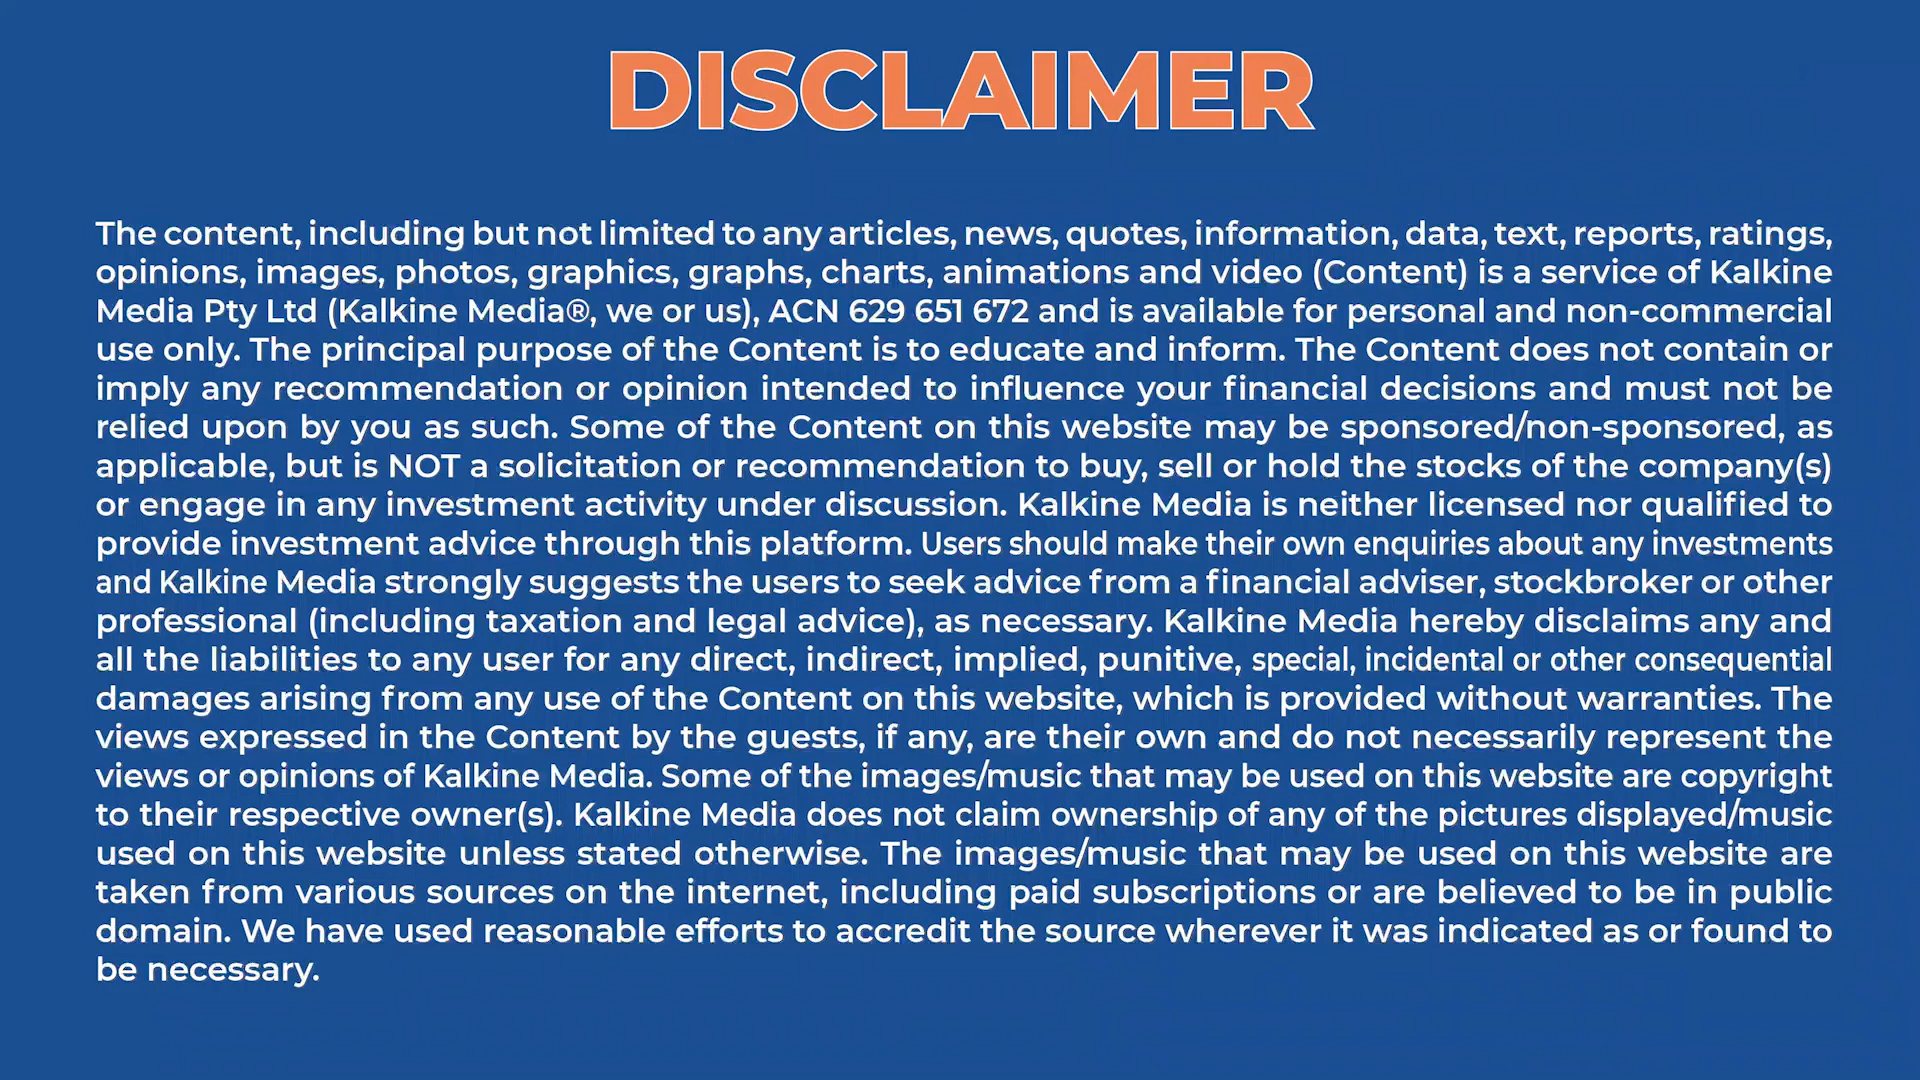 DISCLAIMER
The content, including but not limited to any articles, news, quotes, information, data, text, reports, ratings,
opinions, images, photos, graphics, graphs, charts, animations and video (Content) is a service of Kalkine
Media Pty Ltd (Kalkine Media®, we or us), ACN 629 651 672 and is available for personal and non-commercial
use only. The principal purpose of the Content is to educate and inform. The Content does not contain or
imply any recommendation or opinion intended to influence your financial decisions and must not be
relied upon by you as such. Some of the Content on this website may be sponsored/non-sponsored, as
applicable, but is NOT a solicitation or recommendation to buy, sell or hold the stocks of the company(s)
or engage in any investment activity under discussion. Kalkine Media is neither licensed nor qualified to
provide investment advice through this platform. Users should make their own enquiries about any investments
and Kalkine Media strongly suggests the users to seek advice from a financial adviser, stockbroker or other
professional (including taxation and legal advice), as necessary. Kalkine Media hereby disclaims any and
all the liabilities to any user for any direct, indirect, implied, punitive, special, incidental or other consequential
damages arising from any use of the Content on this website, which is provided without warranties. The
views expressed in the Content by the guests, if any, are their own and do not necessarily represent the
views or opinions of Kalkine Media. Some of the images/music that may be used on this website are copyright
to their respective owner(s). Kalkine Media does not claim ownership of any of the pictures displayed/music
used on this website unless stated otherwise. The images/music that may be used on this website are
taken from various sources on the internet, including paid subscriptions or are believed to be in public
domain. We have used reasonable efforts to accredit the source wherever it was indicated as or found to
be necessary.